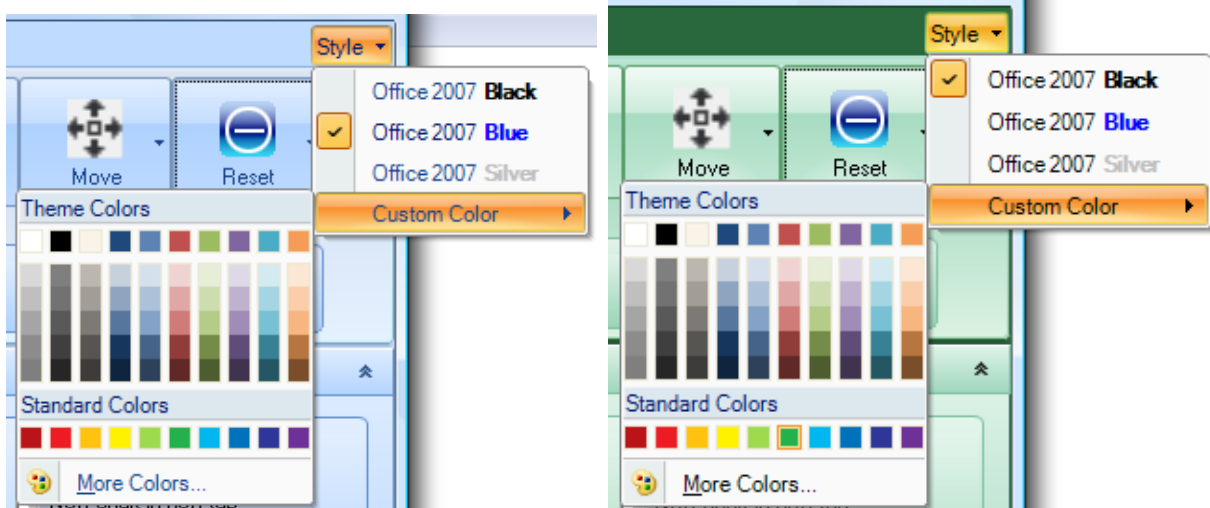 Style
Office 2007 Black
Office 2007 Blue
Office 2007 Silver
Custom Color
Move
Reset
Theme Colors
Standard Colors
More Colors...
Style
Office 2007 Black
Office 2007 Blue
Office 2007 Silver
Custom Color
Move
Reset
Theme Colors
Standard Colors
More Colors...